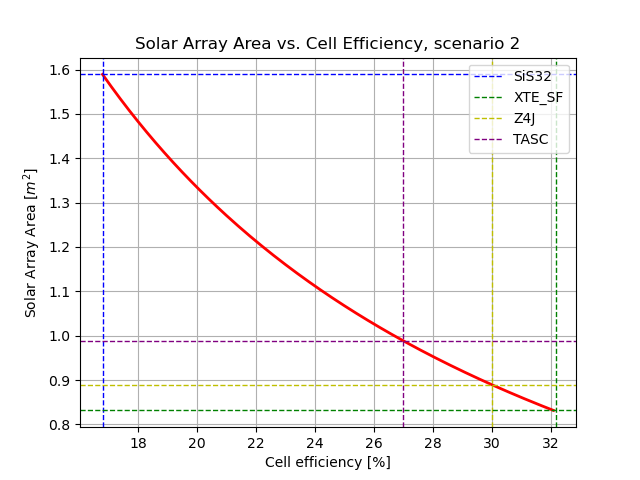 Solar Array Area vs. Cell Efficiency, scenario 2
SiS32
XTE_SF
Z4J
TASC
Solar Array Area [m²]
1.6
1.5
1.4
1.3
1.2
1.1
1.0
0.9
0.8
18 20 22 24 26 28 30 32
Cell efficiency [%]